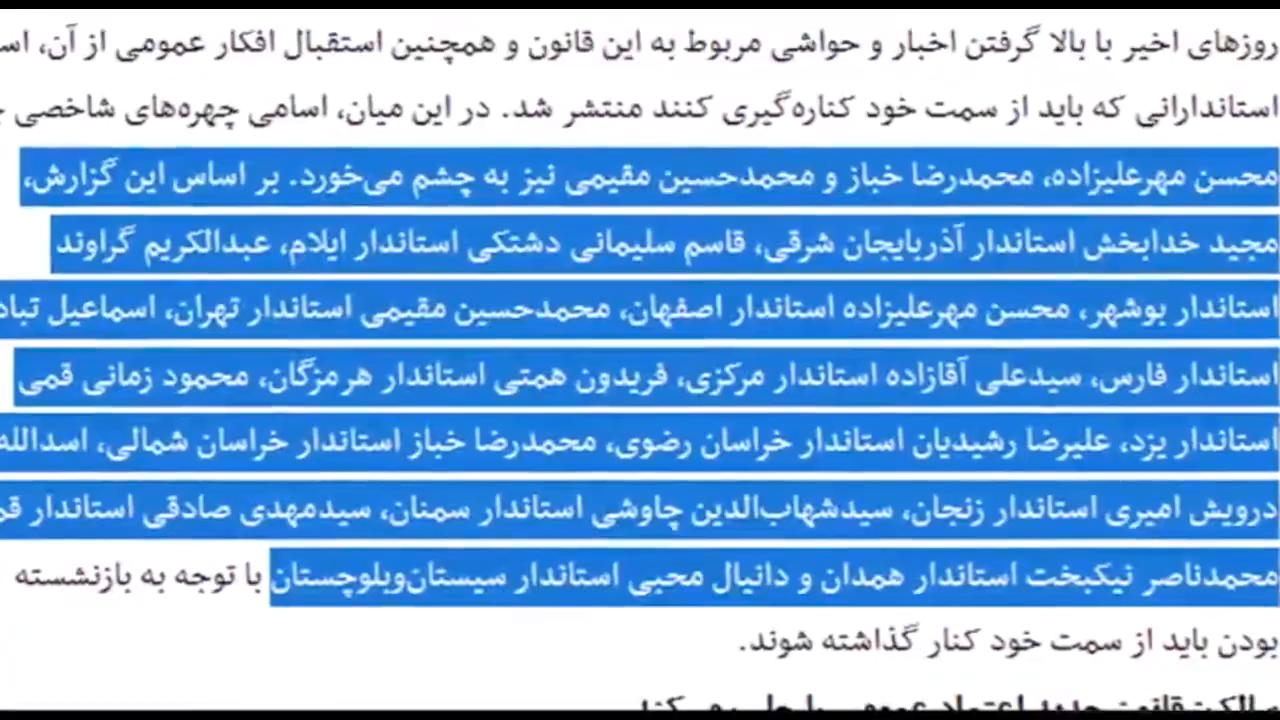 روزهای اخیر با بالا گرفتن اخبار و حواشی مربوط به این قانون و همچنین استقبال افکار عمومی از آن،
استاندارانی که باید از سمت خود کناره‌گیری کنند منتشر شد. در این میان، اسامی چهره‌های شاخصی
محسن مهرعلیزاده، محمدرضا خباز و محمدحسین مقیمی نیز به چشم می‌خورد. بر اساس این گزارش،
مجید خدابخش استاندار آذربایجان شرقی، قاسم سلیمانی دشتکی استاندار ایلام، عبدالکریم گراوند
استاندار بوشهر، محسن مهرعلیزاده استاندار اصفهان، محمدحسین مقیمی استاندار تهران، اسماعیل
استاندار فارس، سیدعلی آقازاده استاندار مرکزی، فریدون همتی استاندار هرمزگان، محمود زمانی قمی
استاندار یزد، علیرضا رشیدیان استاندار خراسان رضوی، محمدرضا خباز استاندار خراسان شمالی، اسدالله
درویش امیری استاندار زنجان، سیدشهاب‌الدین چاوشی استاندار سمنان، سیدمهدی صادقی استاندار
محمدناصر نیکبخت استاندار همدان و دانیال محبی استاندار سیستان‌وبلوچستان با توجه به بازنشسته
بودن باید از سمت خود کنار گذاشته شوند.